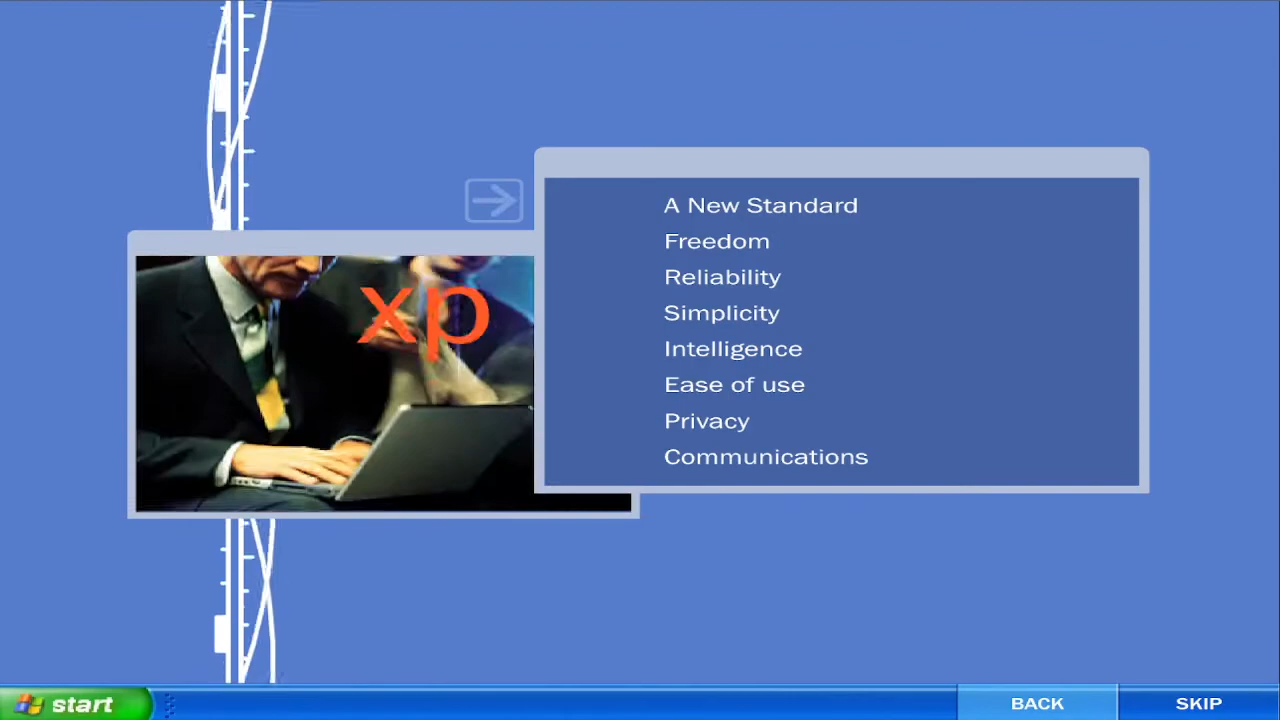 xp
A New Standard
Freedom
Reliability
Simplicity
Intelligence
Ease of use
Privacy
Communications
start
BACK
SKIP